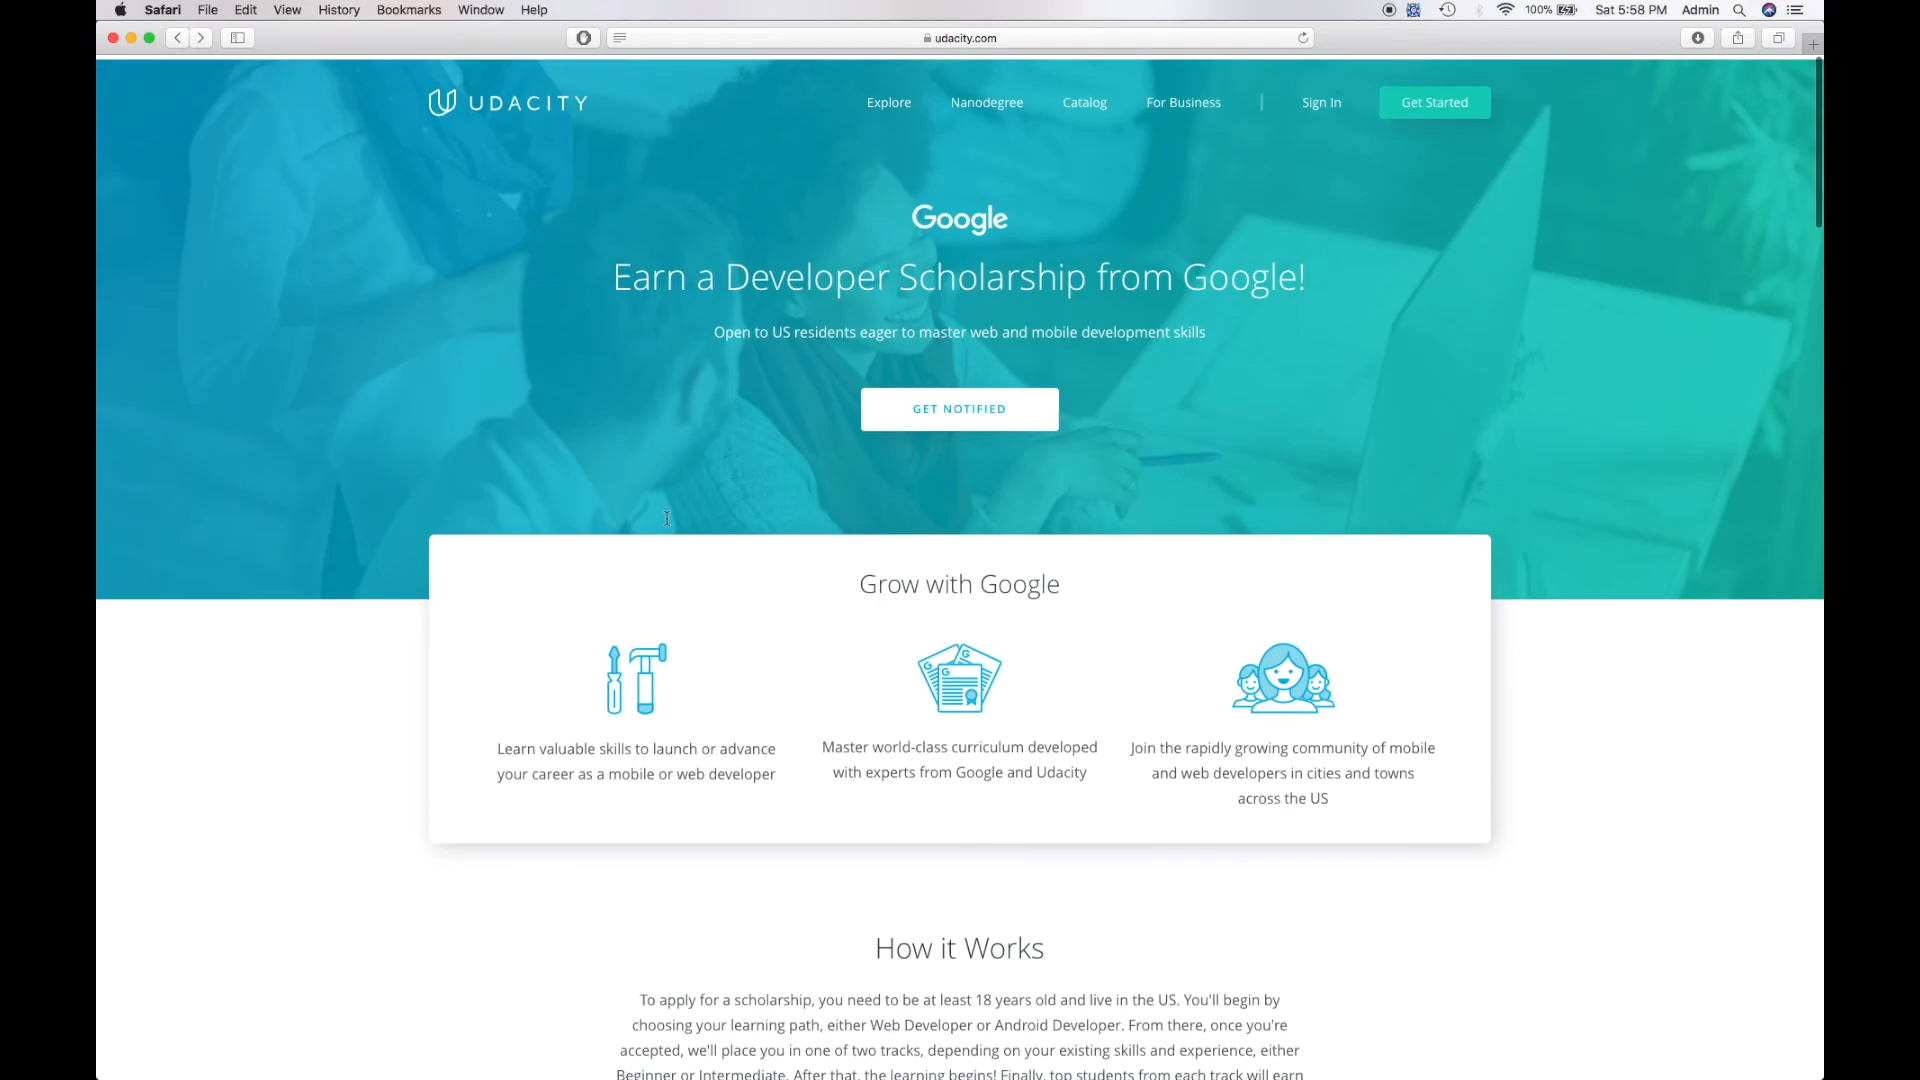 Safari File Edit View History Bookmarks Window Help 100% Sat 5:58 PM Admin
udacity.com
UDACITY Explore Nanodegree Catalog For Business Sign In Get Started
Google
Earn a Developer Scholarship from Google!
Open to US residents eager to master web and mobile development skills
GET NOTIFIED
Grow with Google
Learn valuable skills to launch or advance
your career as a mobile or web developer
Master world-class curriculum developed
with experts from Google and Udacity
Join the rapidly growing community of mobile
and web developers in cities and towns
across the US
How it Works
To apply for a scholarship, you need to be at least 18 years old and live in the US. You'll begin by
choosing your learning path, either Web Developer or Android Developer. From there, once you're
accepted, we'll place you in one of two tracks, depending on your existing skills and experience, either
Beginner or Intermediate. After that, the learning begins! Finally, top students from each track will earn